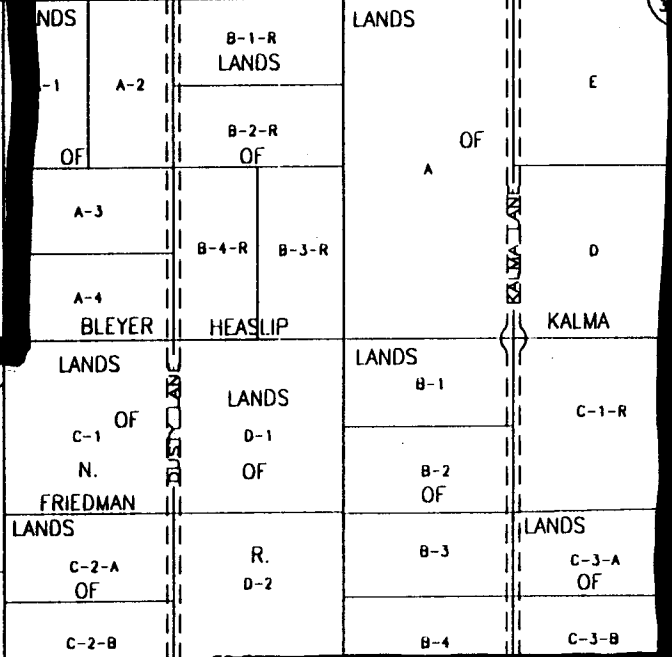 NDS
LANDS
B-1-R
LANDS
-1
A-2
E
B-2-R
OF
OF
OF
A
A-3
B-4-R
B-3-R
KALMA LANE
D
A-4
BLEYER
HEASLIP
KALMA
LANDS
LANDS
B-1
DUSTY LANE
LANDS
C-1-R
OF
C-1
D-1
N.
OF
B-2
OF
FRIEDMAN
LANDS
LANDS
R.
B-3
C-2-A
C-3-A
OF
D-2
OF
C-2-B
B-4
C-3-B